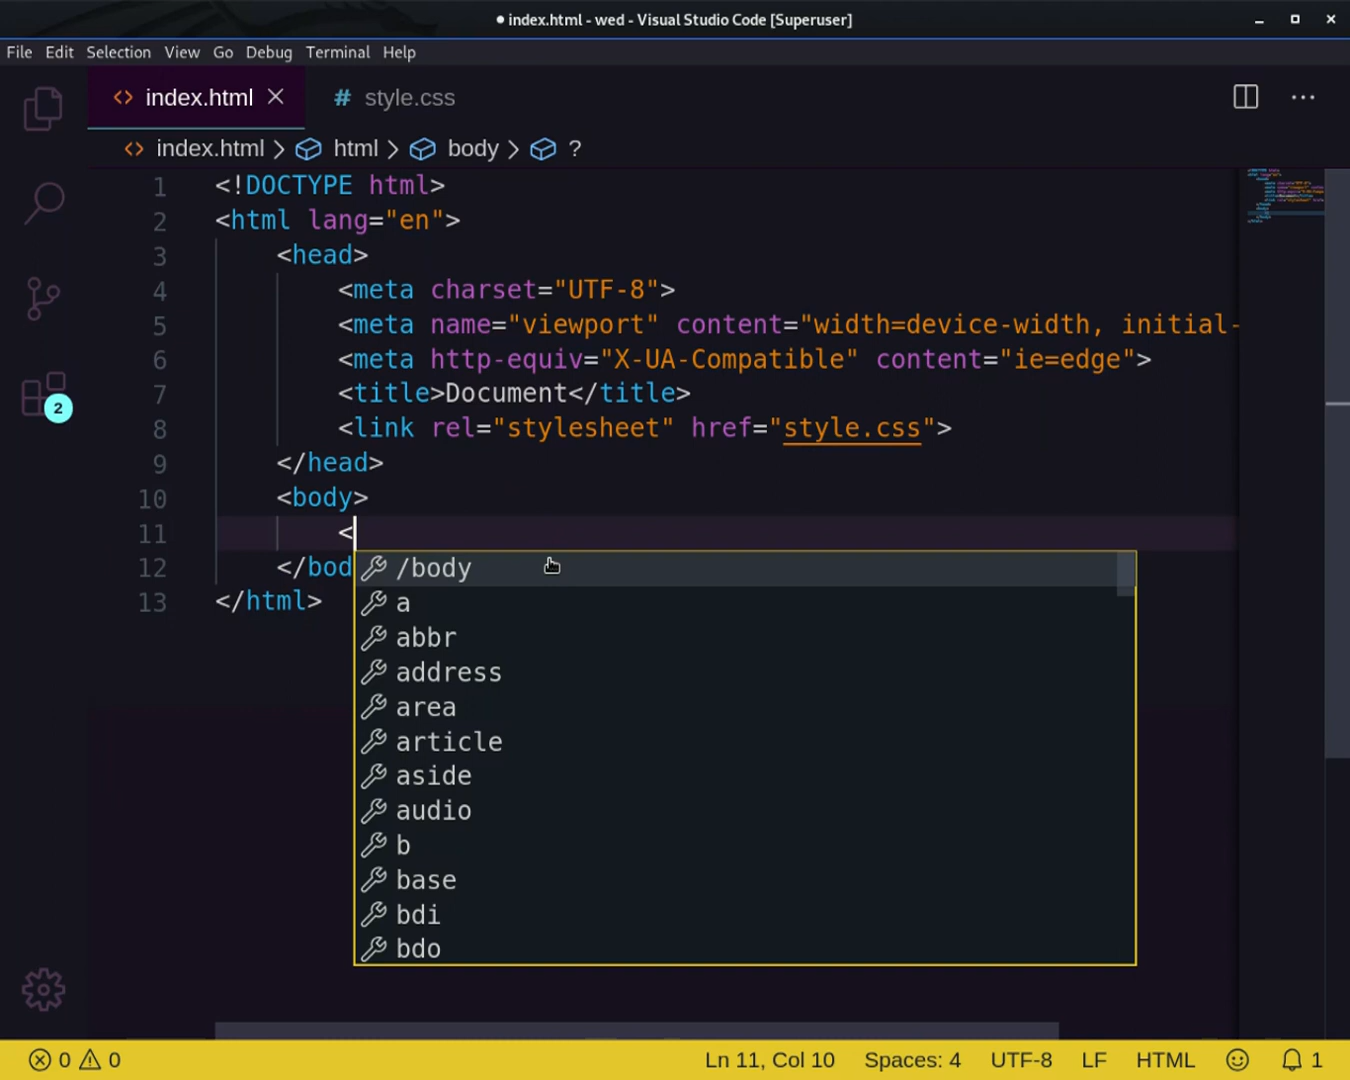 ● index.html - wed - Visual Studio Code [Superuser]
File Edit Selection View Go Debug Terminal Help
<> index.html × # style.css ···
<> index.html > html > body > ?
1 <!DOCTYPE html>
2 <html lang="en">
3 <head>
4 <meta charset="UTF-8">
5 <meta name="viewport" content="width=device-width, initial-
6 <meta http-equiv="X-UA-Compatible" content="ie=edge">
7 <title>Document</title>
8 <link rel="stylesheet" href="style.css">
9 </head>
10 <body>
11 <
12 </bod
13 </html>
/body
a
abbr
address
area
article
aside
audio
b
base
bdi
bdo
2
0 0 Ln 11, Col 10 Spaces: 4 UTF-8 LF HTML 1